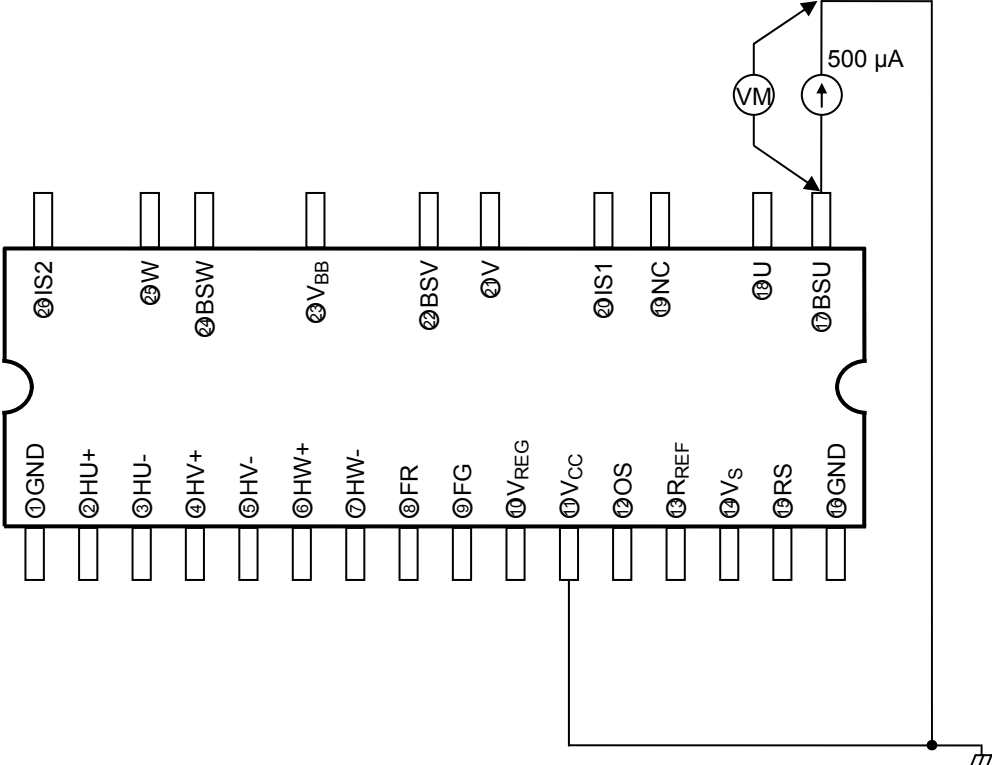 500 µA
VM
㉖IS2
㉕W
㉔BSW
㉓VBB
㉒BSV
㉑V
⑳IS1
⑲NC
⑱U
⑰BSU
①GND
②HU+
③HU-
④HV+
⑤HV-
⑥HW+
⑦HW-
⑧FR
⑨FG
⑩VREG
⑪VCC
⑫OS
⑬RREF
⑭VS
⑮RS
⑯GND